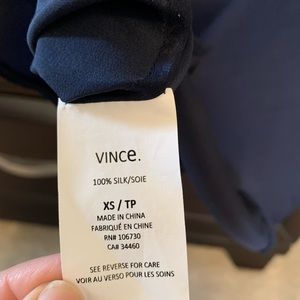 VINCe.
100% SILK/SOIE
XS / TP
MADE IN CHINA
FABRIQUÉ EN CHINE
RN# 106730
CA# 34460
SEE REVERSE FOR CARE
VOIR AU VERSO POUR LES SOINS